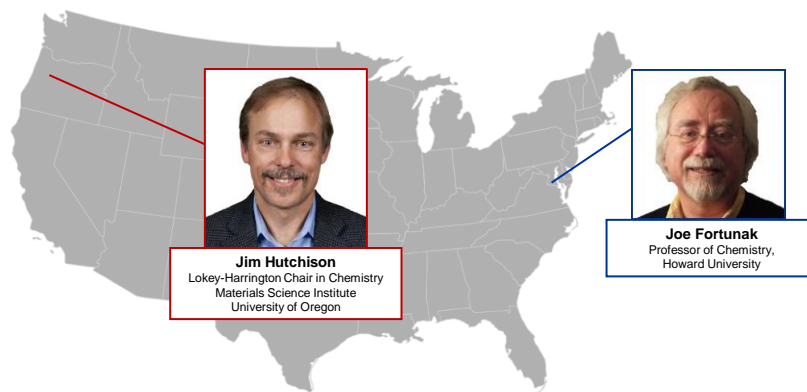 Jim Hutchison
Lokey-Harrington Chair in Chemistry
Materials Science Institute
University of Oregon
Joe Fortunak
Professor of Chemistry,
Howard University